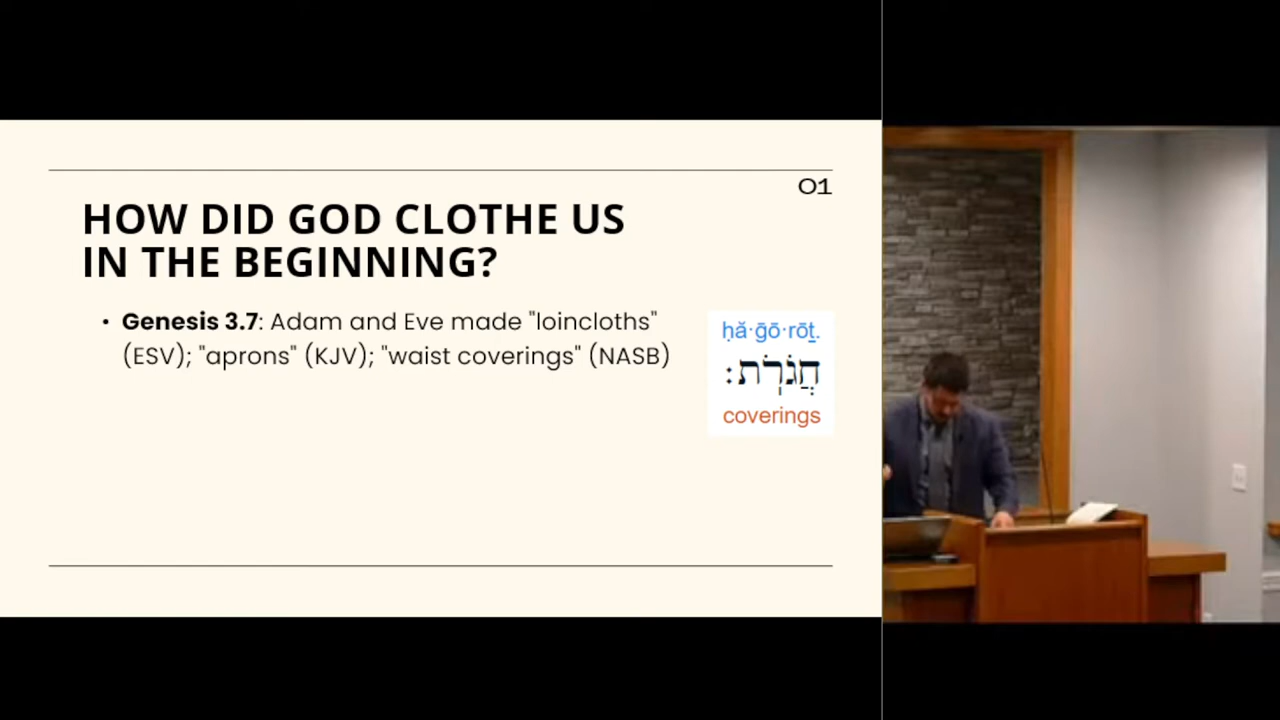 01
HOW DID GOD CLOTHE US
IN THE BEGINNING?
• Genesis 3.7: Adam and Eve made "loincloths"
(ESV); "aprons" (KJV); "waist coverings" (NASB)
ḥă·ḡō·rōṯ.
חֲגֹרֹֽת׃
coverings